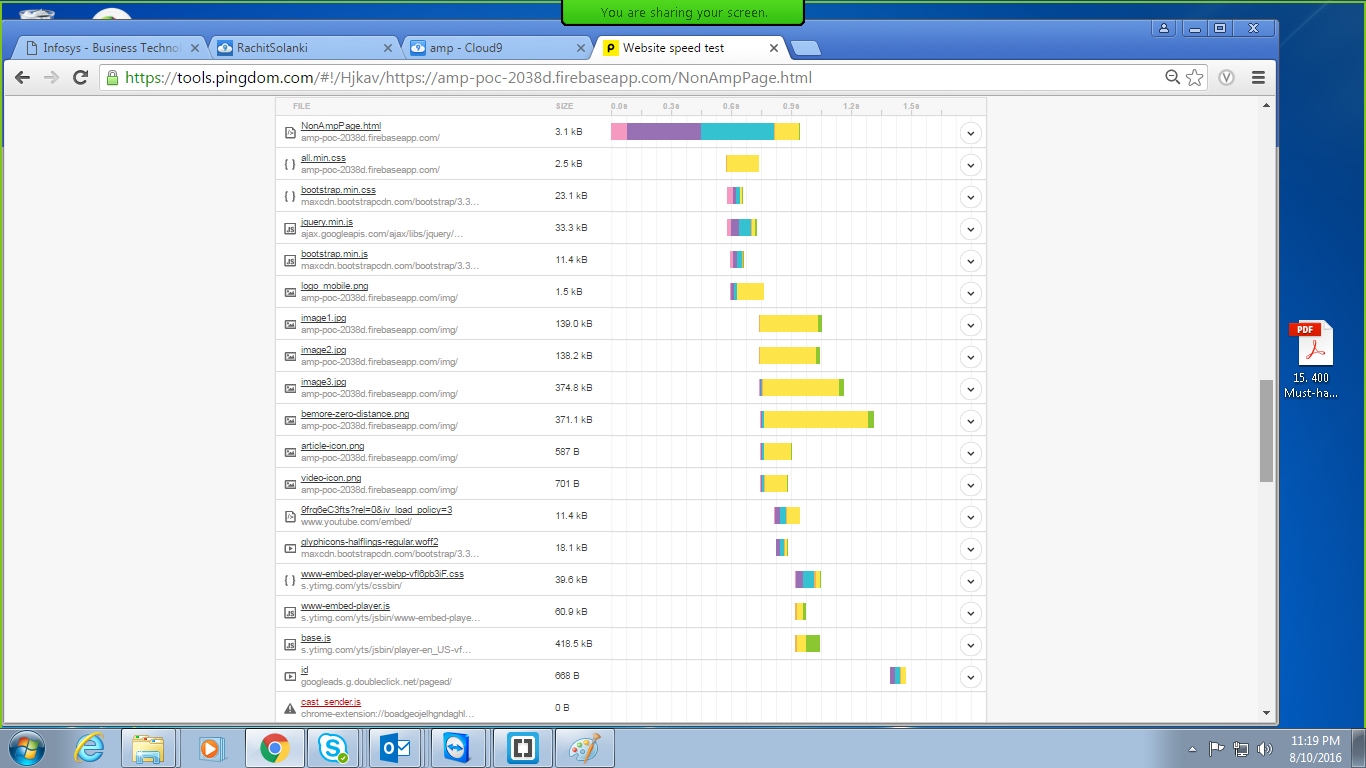 You are sharing your screen.
Infosys - Business Techno
RachitSolanki
amp - Cloud9
Website speed test
https://tools.pingdom.com/#!/Hjkav/https://amp-poc-2038d.firebaseapp.com/NonAmpPage.html
FILE SIZE 0.0s 0.3s 0.6s 0.9s 1.2s 1.5s
NonAmpPage.html 3.1 kB
amp-poc-2038d.firebaseapp.com/
all.min.css 2.5 kB
amp-poc-2038d.firebaseapp.com/
bootstrap.min.css 23.1 kB
maxcdn.bootstrapcdn.com/bootstrap/3.3…
jquery.min.js 33.3 kB
ajax.googleapis.com/ajax/libs/jquery/…
bootstrap.min.js 11.4 kB
maxcdn.bootstrapcdn.com/bootstrap/3.3…
logo_mobile.png 1.5 kB
amp-poc-2038d.firebaseapp.com/img/
image1.jpg 139.0 kB
amp-poc-2038d.firebaseapp.com/img/
image2.jpg 138.2 kB
amp-poc-2038d.firebaseapp.com/img/
image3.jpg 374.8 kB
amp-poc-2038d.firebaseapp.com/img/
bemore-zero-distance.png 371.1 kB
amp-poc-2038d.firebaseapp.com/img/
article-icon.png 587 B
amp-poc-2038d.firebaseapp.com/img/
video-icon.png 701 B
amp-poc-2038d.firebaseapp.com/img/
9frq6eC3fts?rel=0&iv_load_policy=3 11.4 kB
www.youtube.com/embed/
glyphicons-halflings-regular.woff2 18.1 kB
maxcdn.bootstrapcdn.com/bootstrap/3.3…
www-embed-player-webp-vfl6pb3iF.css 39.6 kB
s.ytimg.com/yts/cssbin/
www-embed-player.js 60.9 kB
s.ytimg.com/yts/jsbin/www-embed-playe…
base.js 418.5 kB
s.ytimg.com/yts/jsbin/player-en_US-vf…
id 668 B
googleads.g.doubleclick.net/pagead/
cast_sender.js 0 B
chrome-extension://boadgeojelhgndaghl…
PDF
15. 400
Must-ha...
11:19 PM
8/10/2016